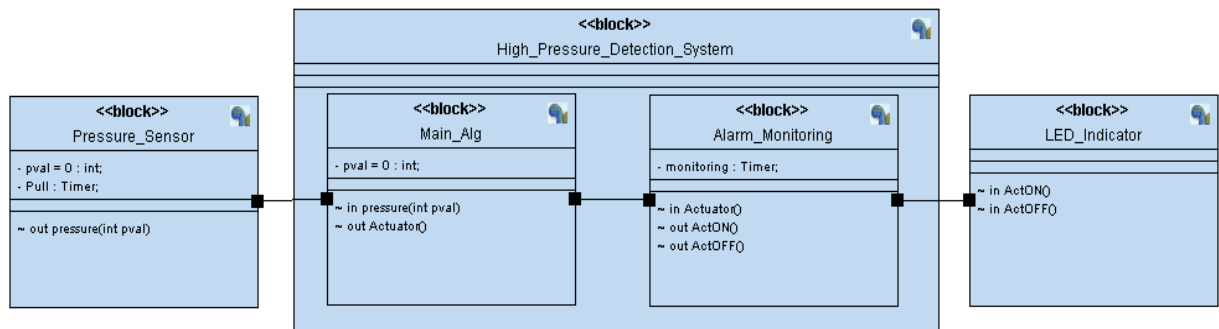 <<block>>
High_Pressure_Detection_System
<<block>>
Pressure_Sensor
- pval = 0 : int;
- Pull : Timer;
~ out pressure(int pval)
<<block>>
Main_Alg
- pval = 0 : int;
~ in pressure(int pval)
~ out Actuator()
<<block>>
Alarm_Monitoring
- monitoring : Timer;
~ in Actuator()
~ out ActON()
~ out ActOFF()
<<block>>
LED_Indicator
~ in ActON()
~ in ActOFF()